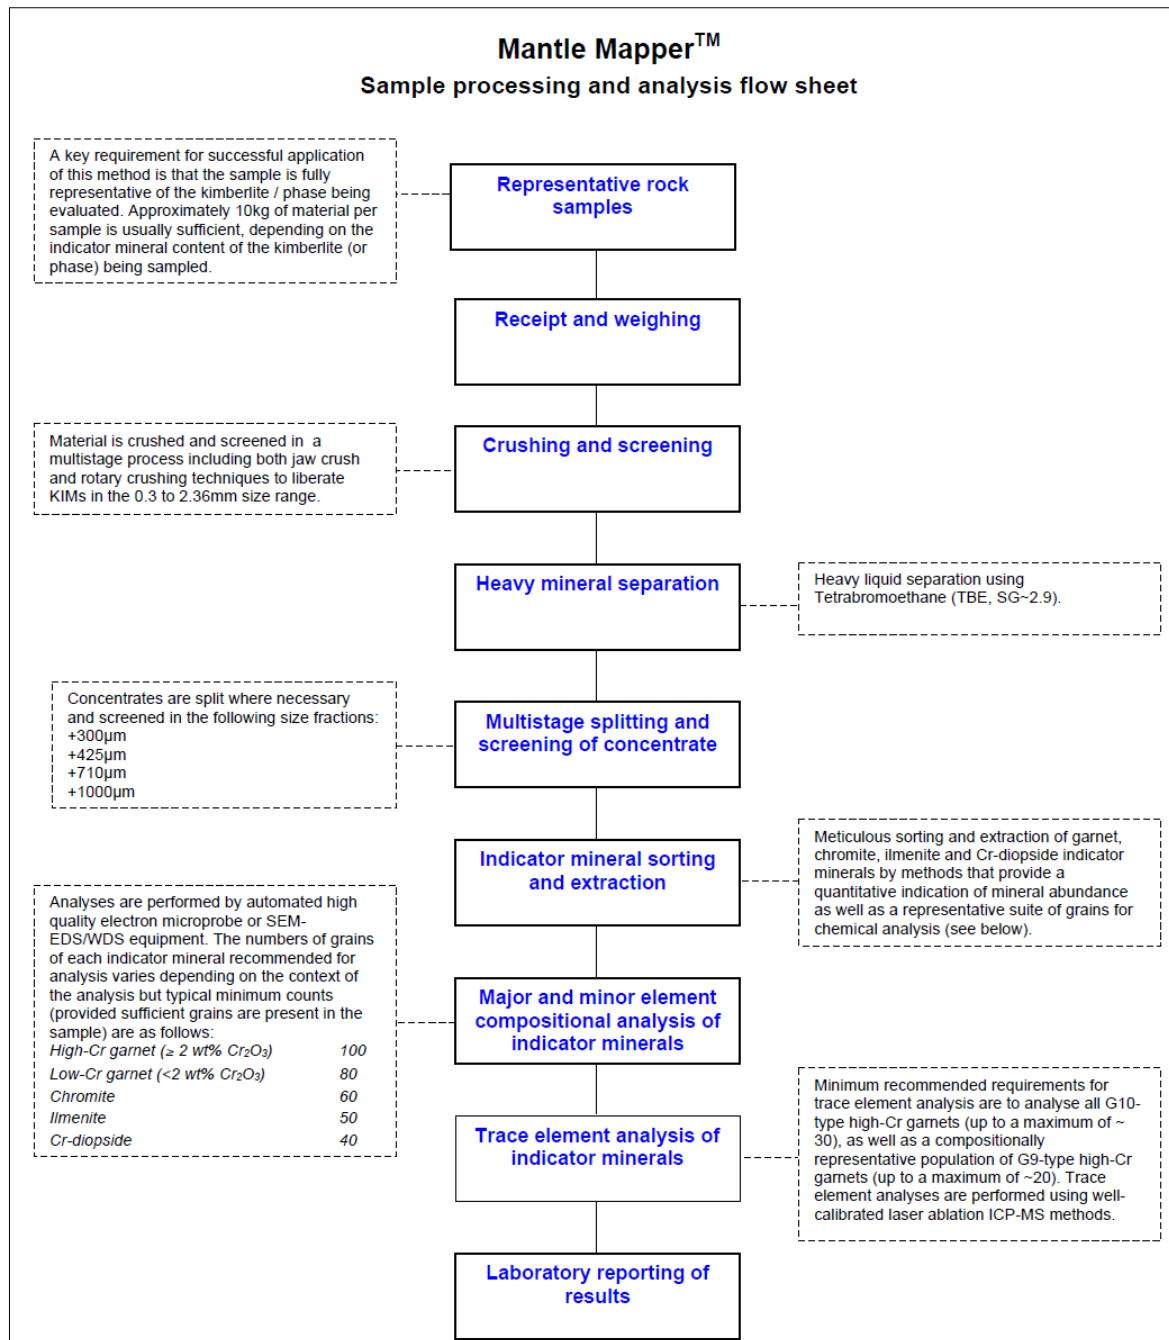 Mantle Mapper™
Sample processing and analysis flow sheet
A key requirement for successful application
of this method is that the sample is fully
representative of the kimberlite / phase being
evaluated. Approximately 10kg of material per
sample is usually sufficient, depending on the
indicator mineral content of the kimberlite (or
phase) being sampled.
Representative rock
samples
Receipt and weighing
Material is crushed and screened in a
multistage process including both jaw crush
and rotary crushing techniques to liberate
KIMs in the 0.3 to 2.36mm size range.
Crushing and screening
Heavy mineral separation
Heavy liquid separation using
Tetrabromoethane (TBE, SG~2.9).
Concentrates are split where necessary
and screened in the following size fractions:
+300µm
+425µm
+710µm
+1000µm
Multistage splitting and
screening of concentrate
Indicator mineral sorting
and extraction
Meticulous sorting and extraction of garnet,
chromite, ilmenite and Cr-diopside indicator
minerals by methods that provide a
quantitative indication of mineral abundance
as well as a representative suite of grains for
chemical analysis (see below).
Analyses are performed by automated high
quality electron microprobe or SEM-
EDS/WDS equipment. The numbers of grains
of each indicator mineral recommended for
analysis varies depending on the context of
the analysis but typical minimum counts
(provided sufficient grains are present in the
sample) are as follows:
High-Cr garnet (≥ 2 wt% Cr₂O₃) 100
Low-Cr garnet (<2 wt% Cr₂O₃) 80
Chromite 60
Ilmenite 50
Cr-diopside 40
Major and minor element
compositional analysis of
indicator minerals
Trace element analysis of
indicator minerals
Minimum recommended requirements for
trace element analysis are to analyse all G10-
type high-Cr garnets (up to a maximum of ~
30), as well as a compositionally
representative population of G9-type high-Cr
garnets (up to a maximum of ~20). Trace
element analyses are performed using well-
calibrated laser ablation ICP-MS methods.
Laboratory reporting of
results